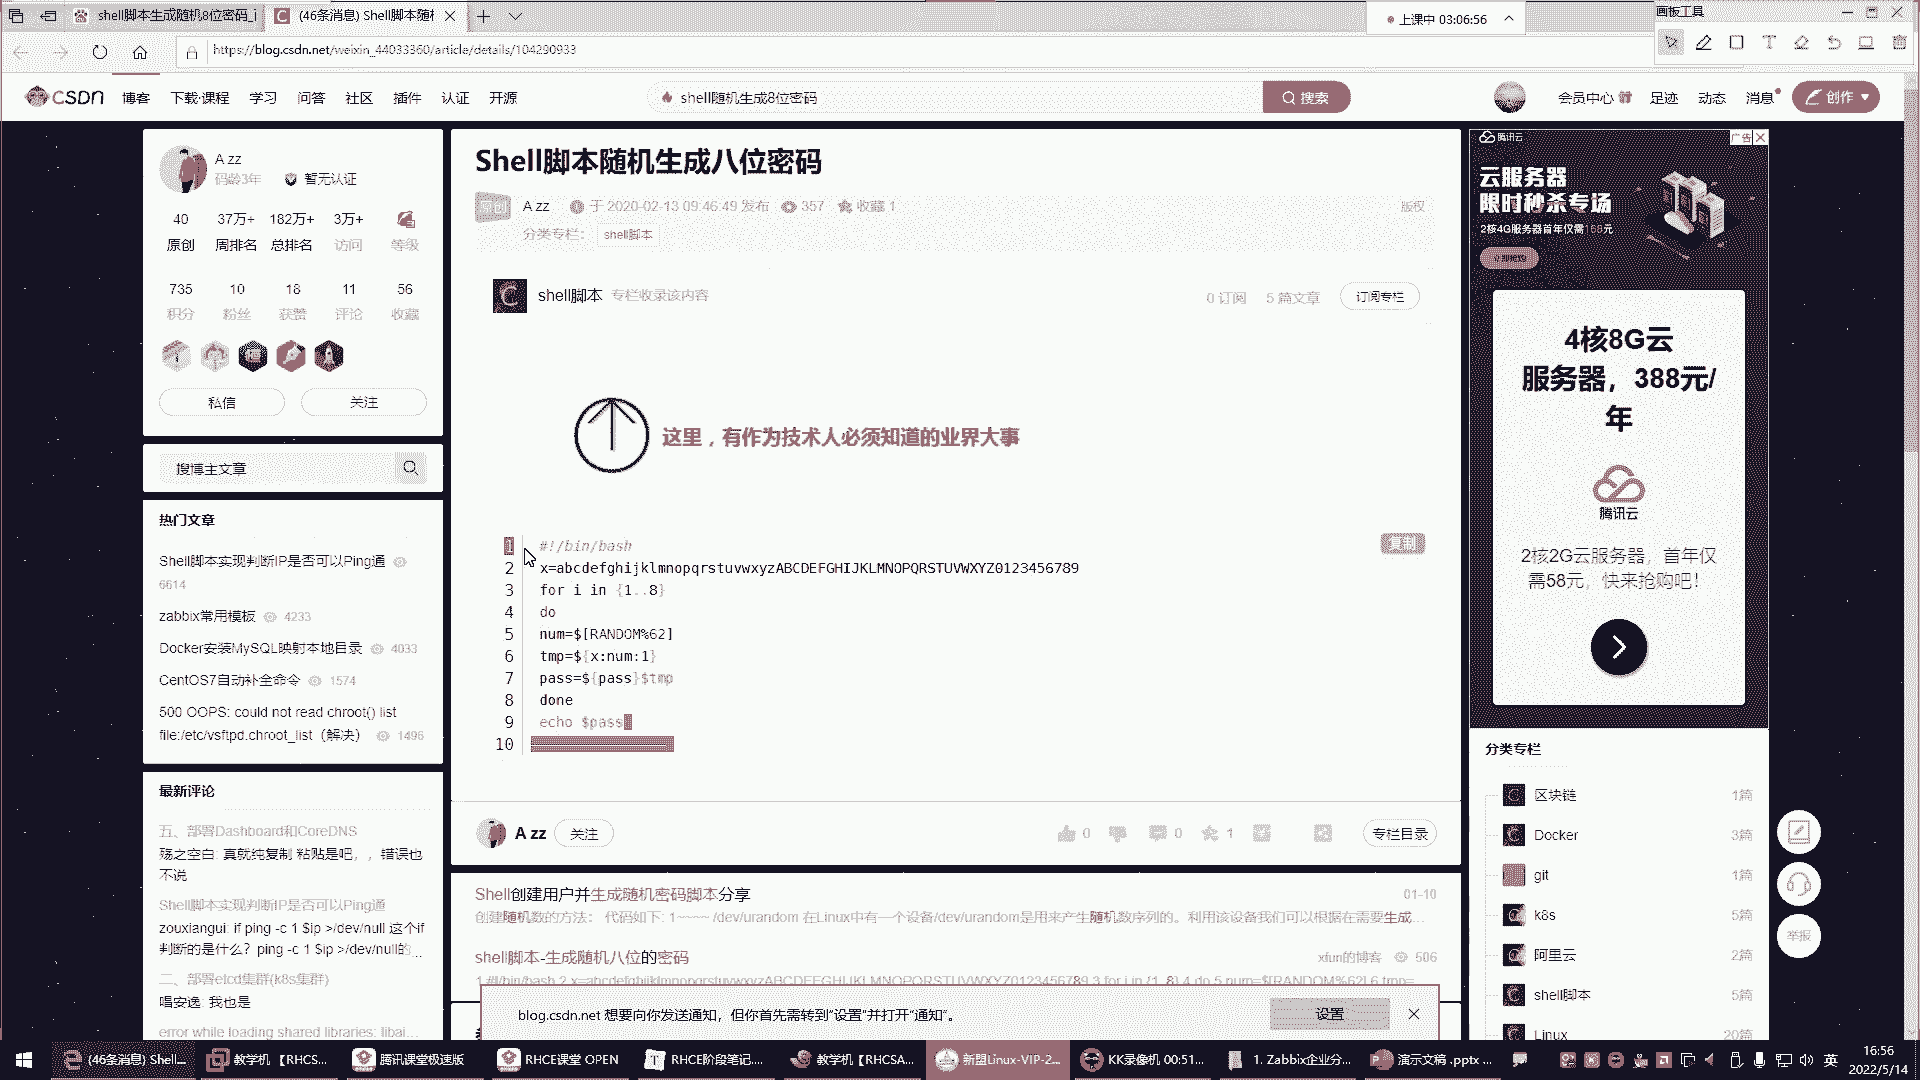 shell脚本生成随机8位密码_i
(46条消息) Shell脚本随机
上课中 03:06:56
画板工具
https://blog.csdn.net/weixin_44033360/article/details/104290933
CSDN
博客
下载·课程
学习
问答
社区
插件
认证
开源
shell随机生成8位密码
搜索
会员中心
足迹
动态
消息
创作
A zz
码龄3年
暂无认证
40
37万+
182万+
3万+
原创
周排名
总排名
访问
等级
735
10
18
11
56
积分
粉丝
获赞
评论
收藏
私信
关注
搜博主文章
热门文章
Shell脚本实现判断IP是否可以Ping通
6614
zabbix常用模板 4233
Docker安装MySQL映射本地目录 4033
CentOS7自动补全命令 1574
500 OOPS: could not read chroot() list
file:/etc/vsftpd.chroot_list（解决） 1496
最新评论
五、部署Dashboard和CoreDNS
殇之空白: 真就纯复制 粘贴是吧，，错误也
不说
Shell脚本实现判断IP是否可以Ping通
zouxiangui: if ping -c 1 $ip >/dev/null 这个if
判断的是什么? ping -c 1 $ip >/dev/null的...
二、部署etcd集群(k8s集群)
唱安逸: 我也是
error while loading shared libraries: libai...
Shell脚本随机生成八位密码
原创
A zz
于 2020-02-13 09:46:49 发布
357
收藏 1
版权
分类专栏：
shell脚本
shell脚本 专栏收录该内容
0 订阅
5 篇文章
订阅专栏
这里，有作为技术人必须知道的业界大事
复制
1 #!/bin/bash
2 x=abcdefghijklmnopqrstuvwxyzABCDEFGHIJKLMNOPQRSTUVWXYZ0123456789
3 for i in {1..8}
4 do
5 num=$[RANDOM%62]
6 tmp=${x:num:1}
7 pass=${pass}$tmp
8 done
9 echo $pass
10
A zz
关注
0
0
1
专栏目录
Shell创建用户并生成随机密码脚本分享
01-10
创建随机数的方法： 代码如下: 1~~~~ /dev/urandom 在Linux中有一个设备/dev/urandom是用来产生随机数序列的。利用该设备我们可以根据在需要生成...
shell脚本-生成随机八位的密码
xfun的博客 506
1 #!/bin/bash 2 x=abcdefghijklmnopqrstuvwxyzABCDEFGHIJKLMNOPQRSTUVWXYZ0123456789 3 for i in {1..8} 4 do 5 num=$[RANDOM%62] 6 tmp=
blog.csdn.net 想要向你发送通知，但你首先需转到“设置”并打开“通知”。
设置
腾讯云
广告
云服务器
限时秒杀专场
2核4G服务器首年仅需168元
立即抢购
4核8G云
服务器，388元/
年
腾讯云
2核2G云服务器，首年仅
需58元，快来抢购吧！
分类专栏
区块链 1篇
Docker 3篇
git 1篇
k8s 5篇
阿里云 2篇
shell脚本 5篇
Linux 20篇
举报
(46条消息) Shell...
教学机 【RHCS...
腾讯课堂极速版
RHCE课堂 OPEN
RHCE阶段笔记....
教学机【RHCSA...
新盟Linux-VIP-2...
KK录像机 00:51...
1. Zabbix企业分...
演示文稿 .pptx ...
英
16:56
2022/5/14